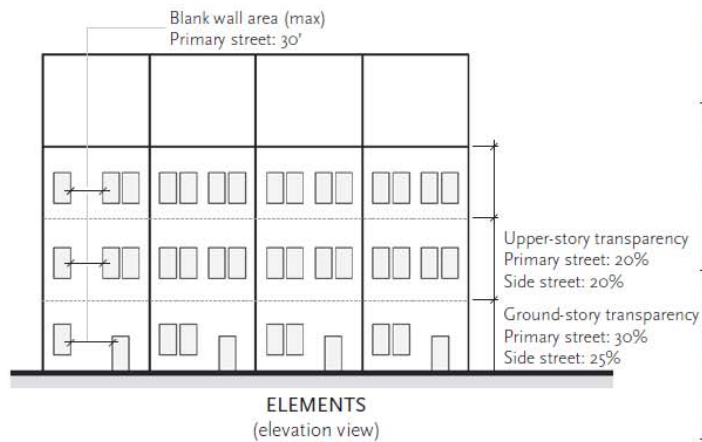 Blank wall area (max)
Primary street: 30'
Upper-story transparency
Primary street: 20%
Side street: 20%
Ground-story transparency
Primary street: 30%
Side street: 25%
ELEMENTS
(elevation view)